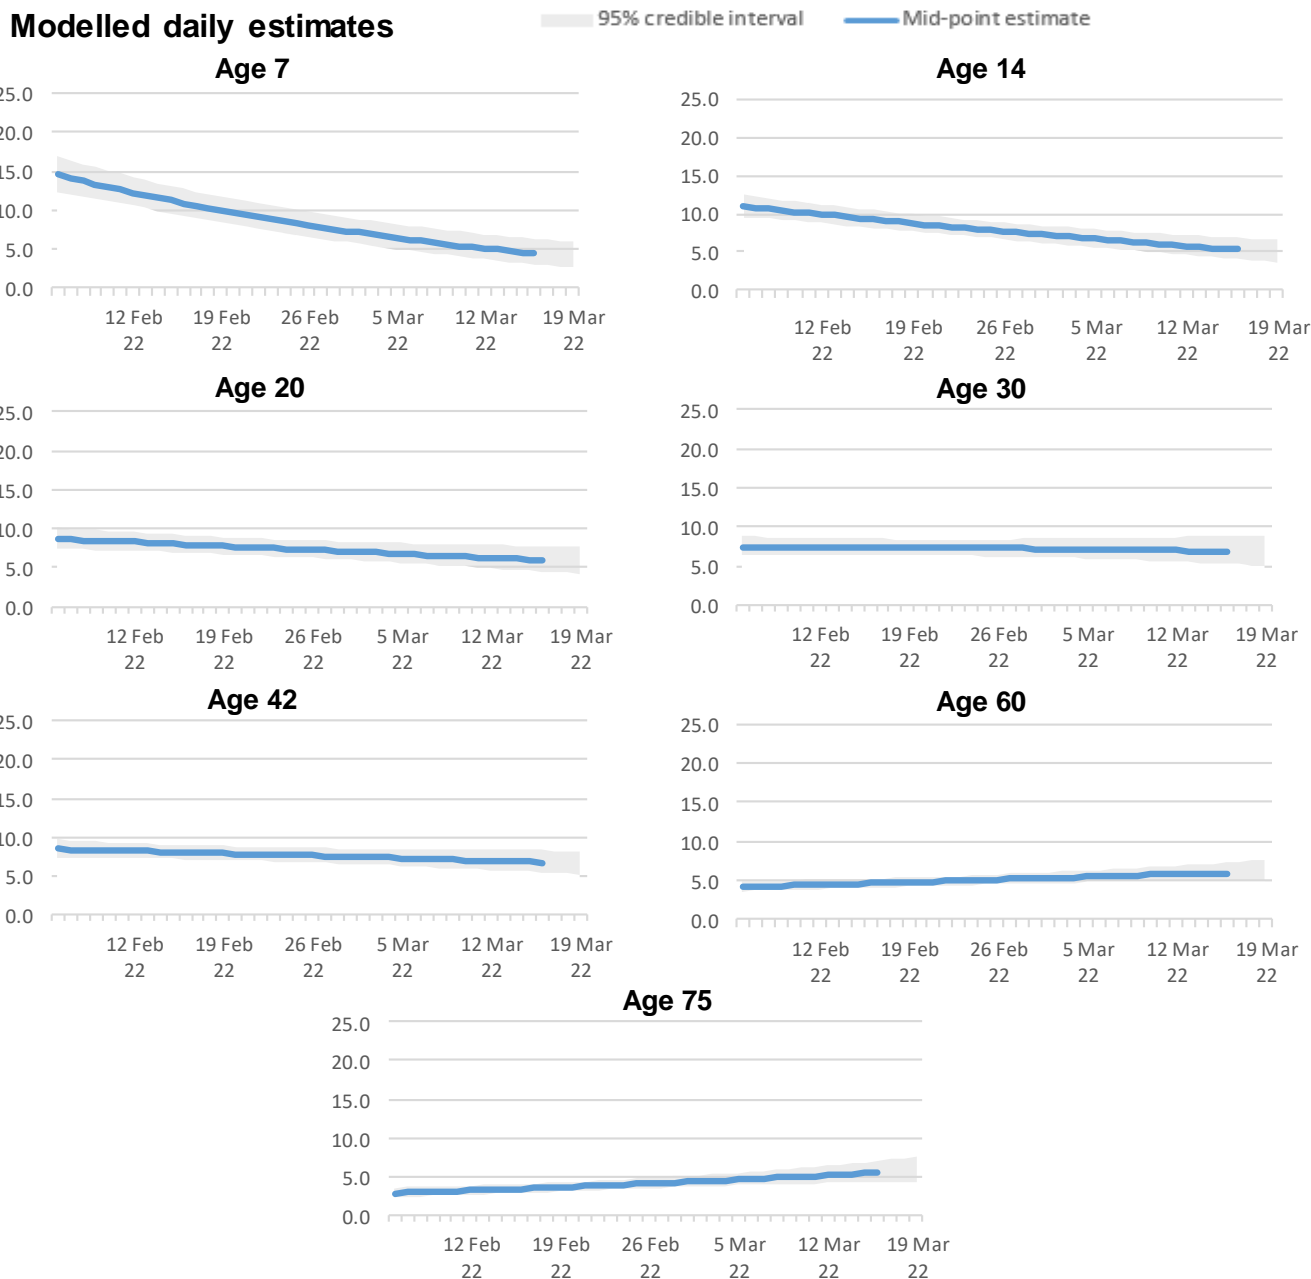 Modelled daily estimates
95% credible interval
Mid-point estimate
Age 7
25.0
20.0
15.0
10.0
5.0
0.0
12 Feb 22
19 Feb 22
26 Feb 22
5 Mar 22
12 Mar 22
19 Mar 22
Age 14
25.0
20.0
15.0
10.0
5.0
0.0
12 Feb 22
19 Feb 22
26 Feb 22
5 Mar 22
12 Mar 22
19 Mar 22
Age 20
25.0
20.0
15.0
10.0
5.0
0.0
12 Feb 22
19 Feb 22
26 Feb 22
5 Mar 22
12 Mar 22
19 Mar 22
Age 30
25.0
20.0
15.0
10.0
5.0
0.0
12 Feb 22
19 Feb 22
26 Feb 22
5 Mar 22
12 Mar 22
19 Mar 22
Age 42
25.0
20.0
15.0
10.0
5.0
0.0
12 Feb 22
19 Feb 22
26 Feb 22
5 Mar 22
12 Mar 22
19 Mar 22
Age 60
25.0
20.0
15.0
10.0
5.0
0.0
12 Feb 22
19 Feb 22
26 Feb 22
5 Mar 22
12 Mar 22
19 Mar 22
Age 75
25.0
20.0
15.0
10.0
5.0
0.0
12 Feb 22
19 Feb 22
26 Feb 22
5 Mar 22
12 Mar 22
19 Mar 22